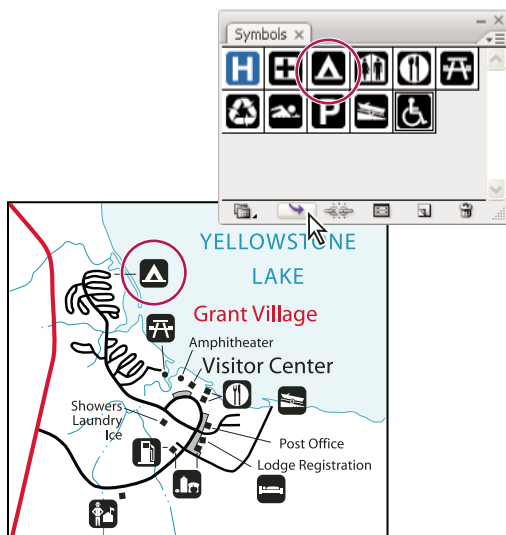 Symbols ×
H
P
YELLOWSTONE
LAKE
Grant Village
Amphitheater
Visitor Center
Showers
Laundry
Ice
Post Office
Lodge Registration